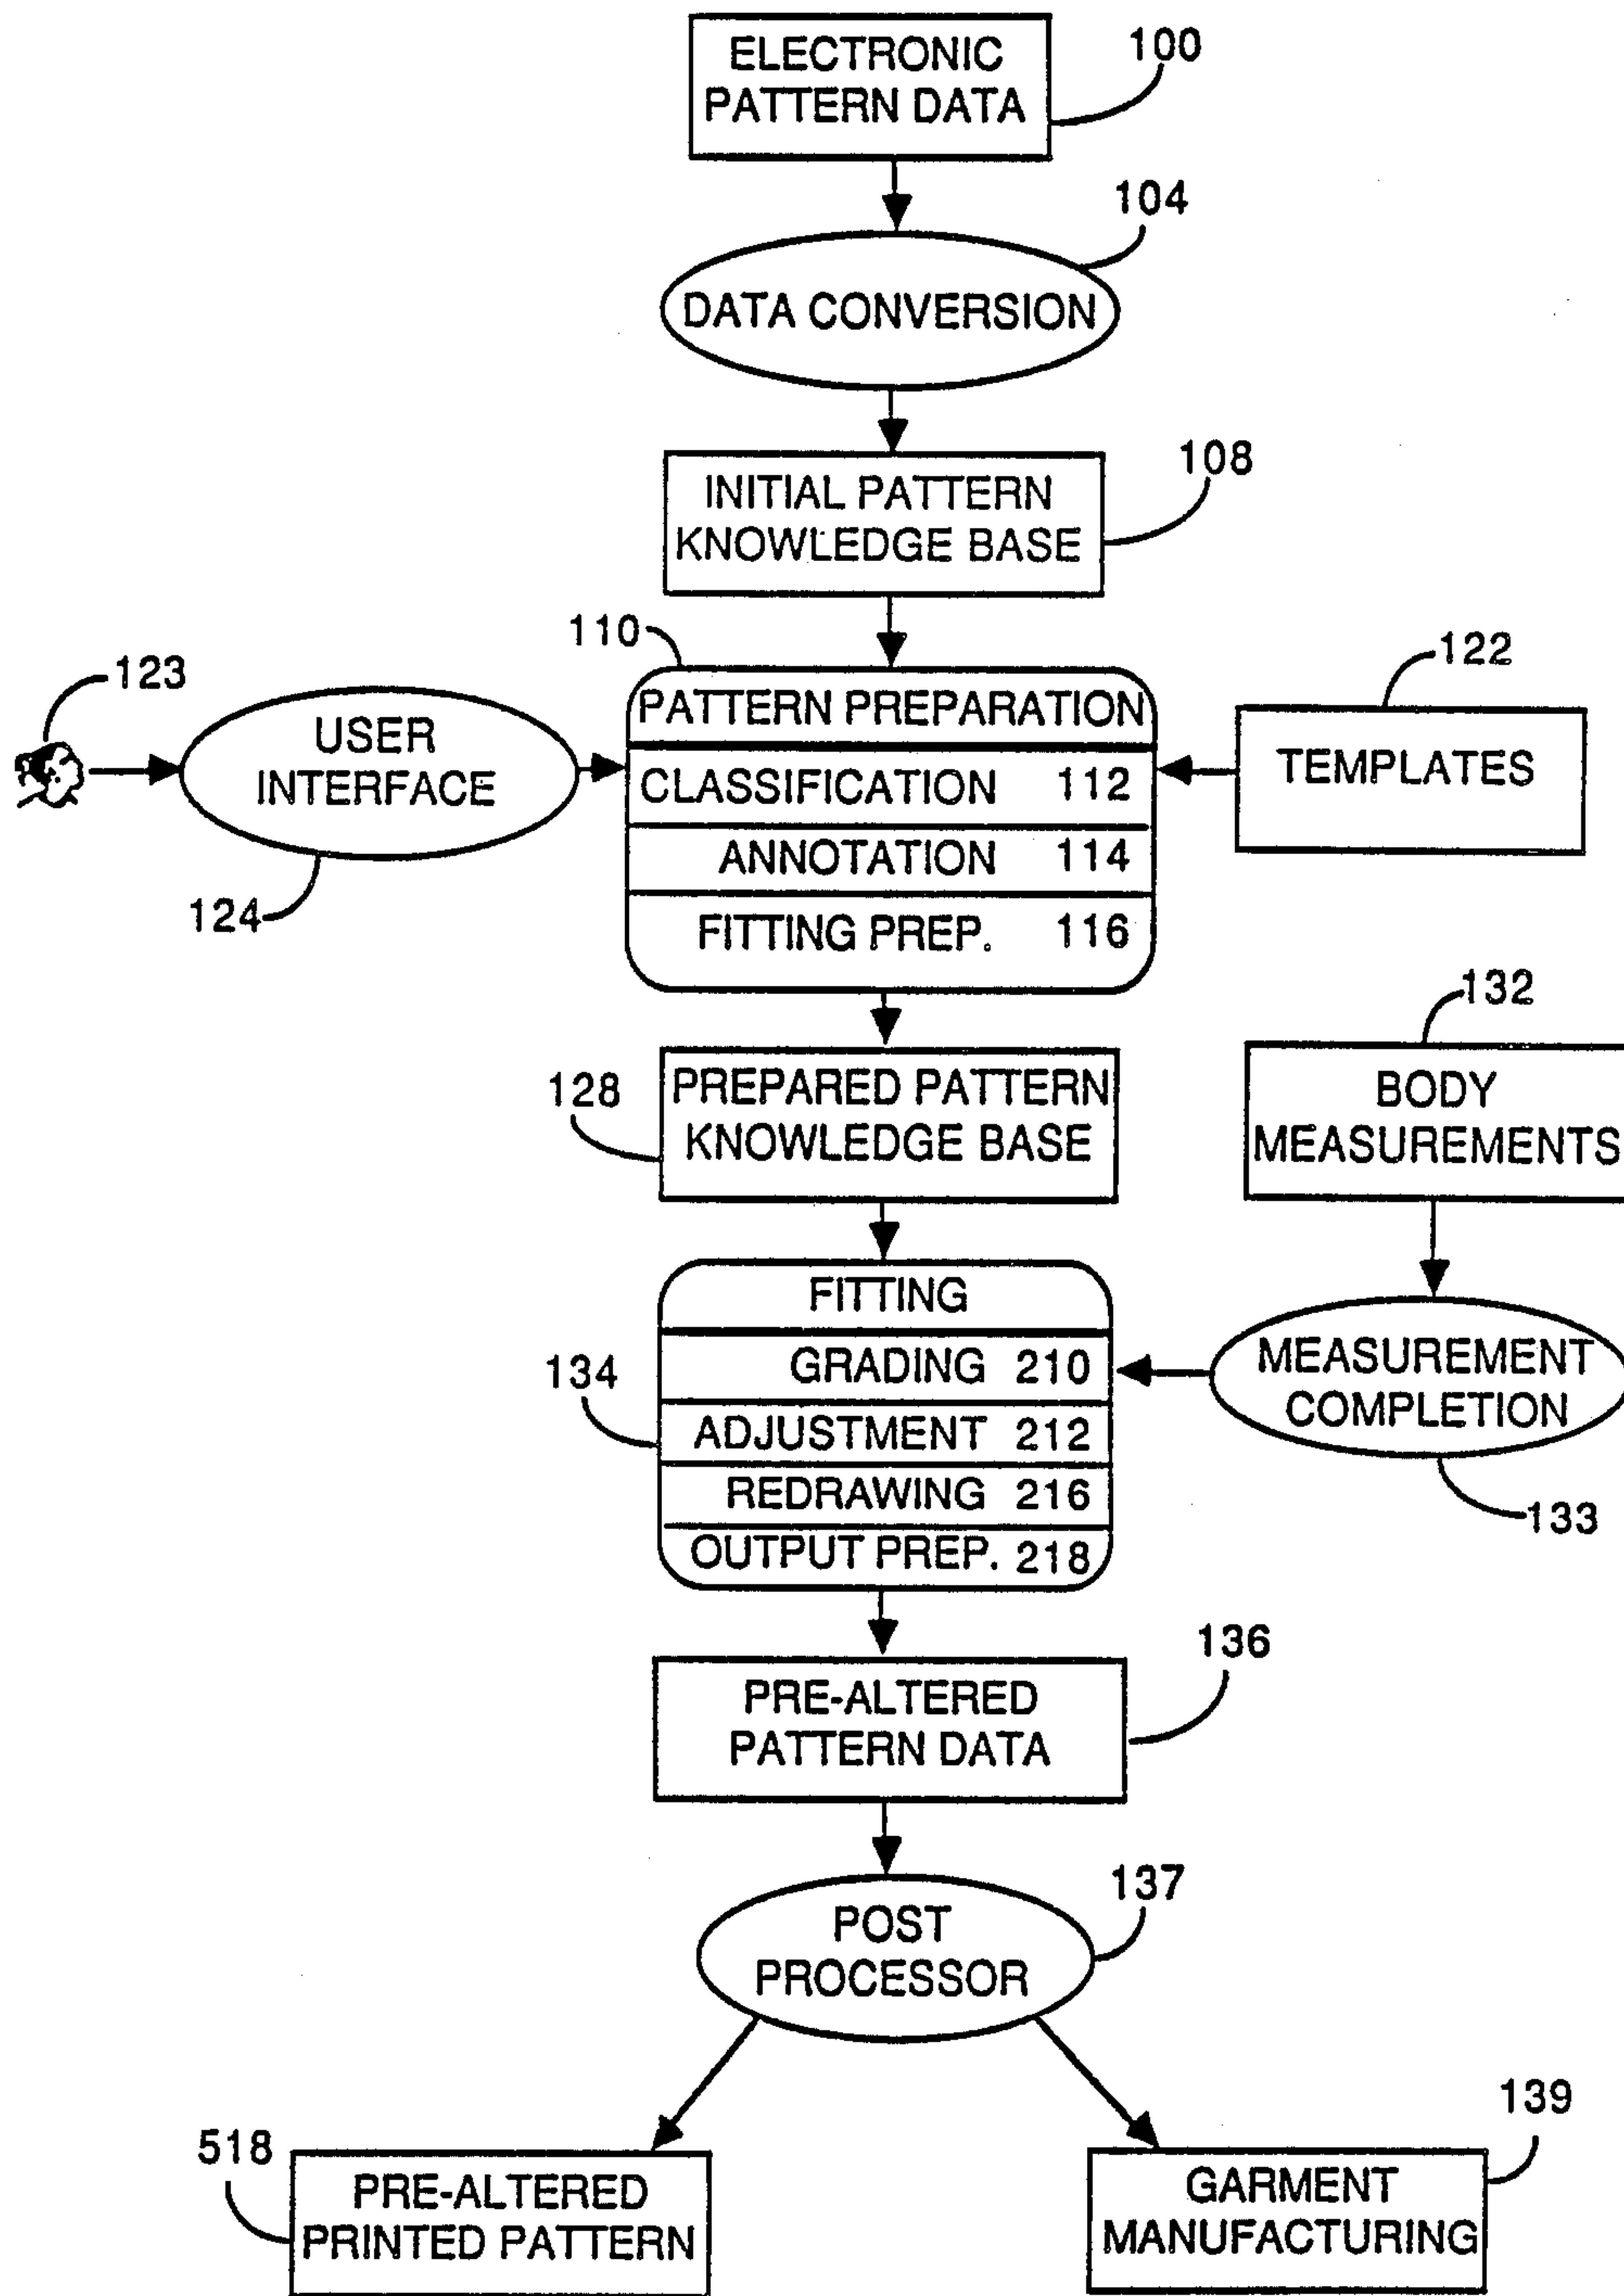 ELECTRONIC
PATTERN DATA
100
104
DATA CONVERSION
INITIAL PATTERN
KNOWLEDGE BASE
108
110
123
USER
INTERFACE
124
PATTERN PREPARATION
CLASSIFICATION 112
ANNOTATION 114
FITTING PREP. 116
122
TEMPLATES
128
PREPARED PATTERN
KNOWLEDGE BASE
132
BODY
MEASUREMENTS
134
FITTING
GRADING 210
ADJUSTMENT 212
REDRAWING 216
OUTPUT PREP. 218
MEASUREMENT
COMPLETION
133
136
PRE-ALTERED
PATTERN DATA
137
POST
PROCESSOR
518
PRE-ALTERED
PRINTED PATTERN
139
GARMENT
MANUFACTURING